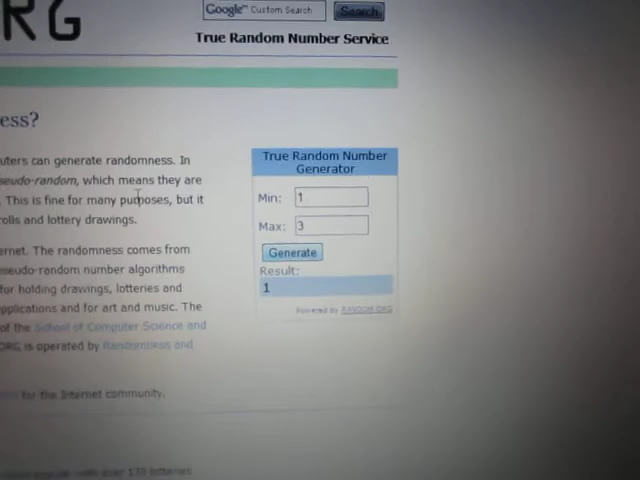 RG
Google™ Custom Search
Search
True Random Number Service
ess?
uters can generate randomness. In
seudo-random, which means they are
. This is fine for many purposes, but it
rolls and lottery drawings.
ernet. The randomness comes from
seudo-random number algorithms
for holding drawings, lotteries and
pplications and for art and music. The
of the School of Computer Science and
ORG is operated by Randomness and
for the Internet community.
True Random Number
Generator
Min: 1
Max: 3
Generate
Result:
1
Powered by RANDOM.ORG